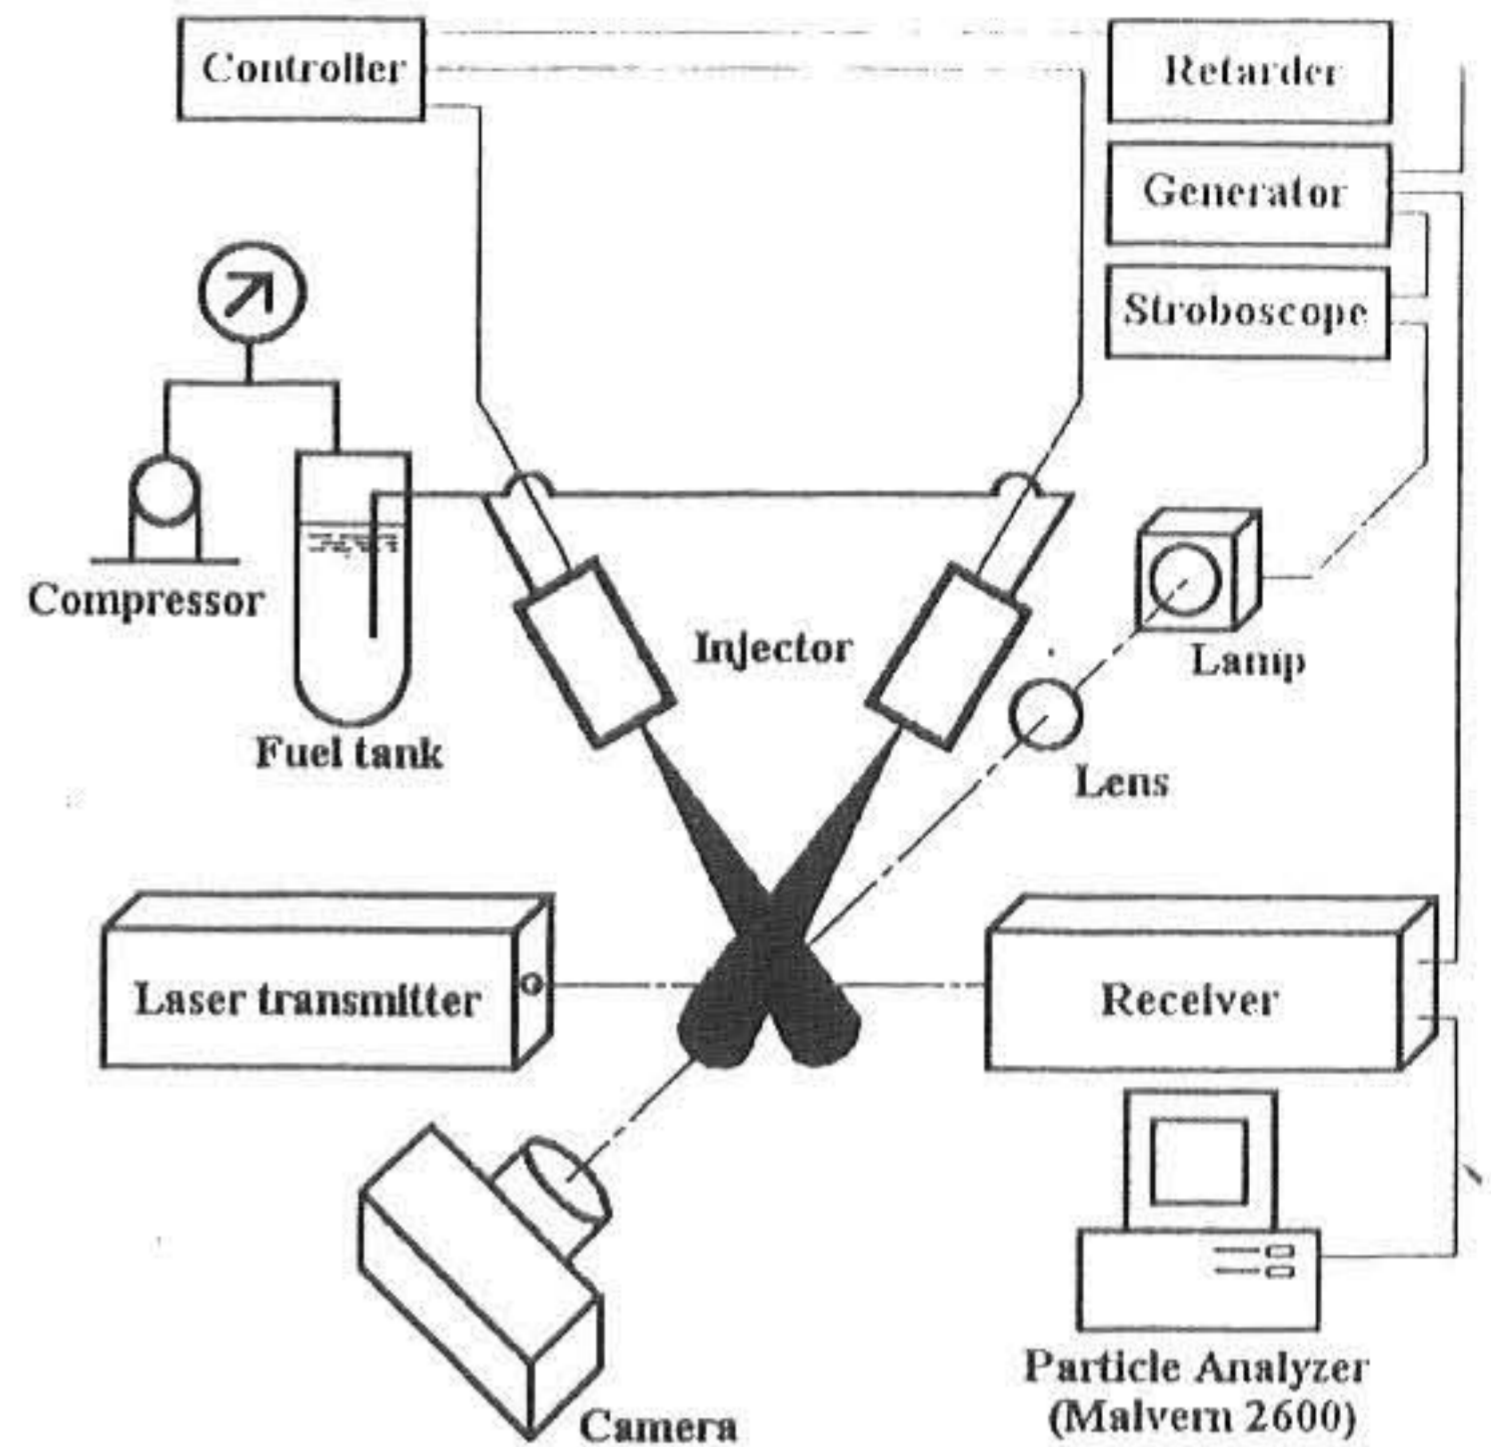 Controller
Retarder
Generator
Stroboscope
Compressor
Injector
Lamp
Fuel tank
Lens
Laser transmitter
Receiver
Particle Analyzer
(Malvern 2600)
Camera